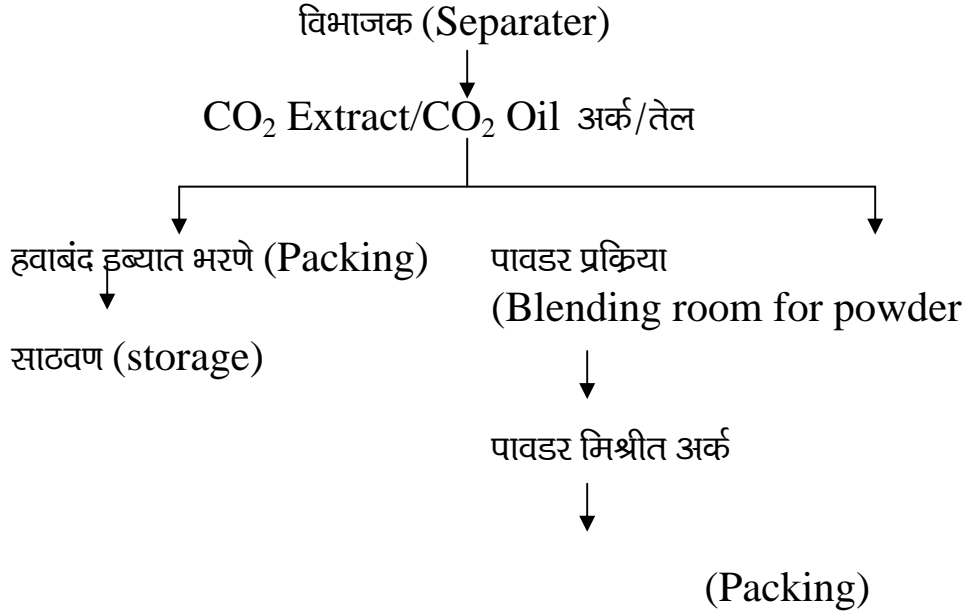 विभाजक (Separater)
CO₂ Extract/CO₂ Oil अर्क/तेल
हवाबंद डब्यात भरणे (Packing)
पावडर प्रक्रिया
(Blending room for powder
साठवण (storage)
पावडर मिश्रीत अर्क
(Packing)